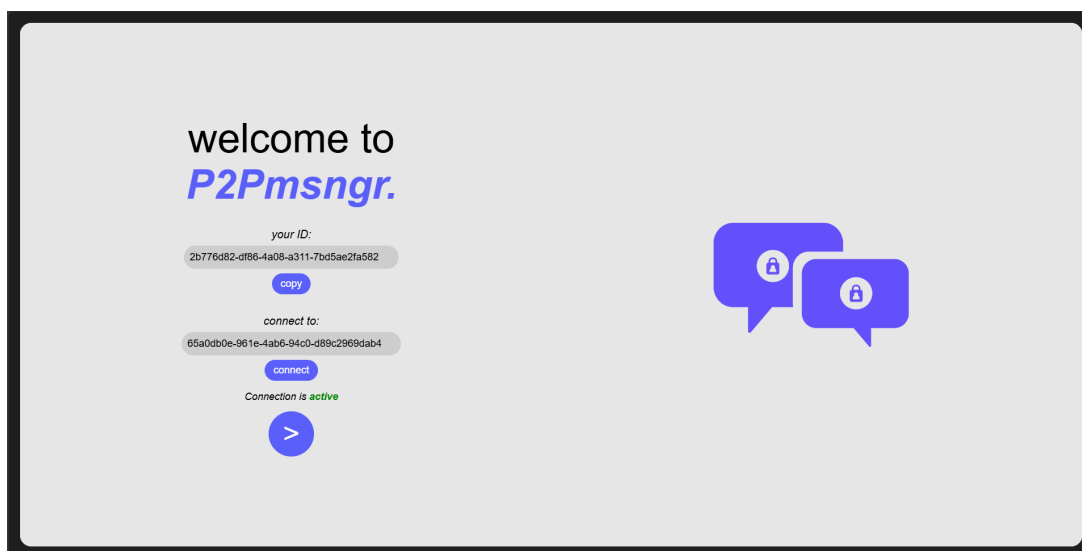 welcome to
P2Pmsngr.
your ID:
2b776d82-df86-4a08-a311-7bd5ae2fa582
copy
connect to:
65a0db0e-961e-4ab6-94c0-d89c2969dab4
connect
Connection is active
>